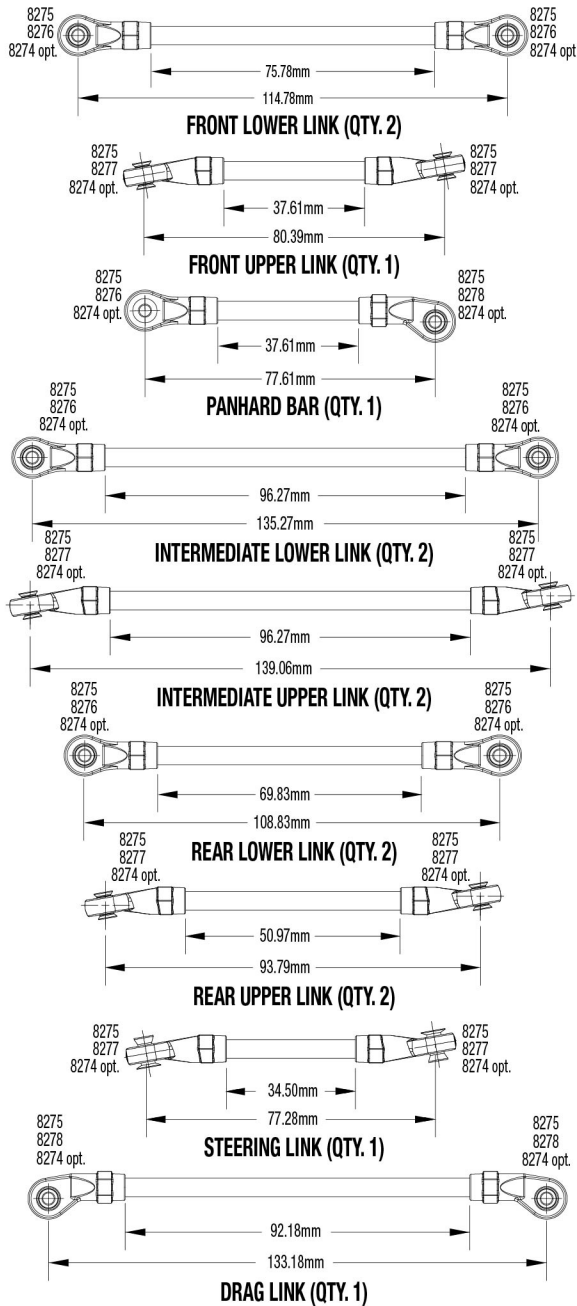 8275
8276
8274 opt.
8275
8276
8274 opt
75.78mm
114.78mm
FRONT LOWER LINK (QTY. 2)
8275
8277
8274 opt.
8275
8277
8274 opt.
37.61mm
80.39mm
FRONT UPPER LINK (QTY. 1)
8275
8276
8274 opt.
8275
8278
8274 opt.
37.61mm
77.61mm
PANHARD BAR (QTY. 1)
8275
8276
8274 opt.
8275
8276
8274 opt.
96.27mm
135.27mm
INTERMEDIATE LOWER LINK (QTY. 2)
8275
8277
8274 opt.
8275
8277
8274 opt.
96.27mm
139.06mm
INTERMEDIATE UPPER LINK (QTY. 2)
8275
8276
8274 opt.
8275
8276
8274 opt.
69.83mm
108.83mm
REAR LOWER LINK (QTY. 2)
8275
8277
8274 opt.
8275
8277
8274 opt.
50.97mm
93.79mm
REAR UPPER LINK (QTY. 2)
8275
8277
8274 opt.
8275
8277
8274 opt.
34.50mm
77.28mm
STEERING LINK (QTY. 1)
8275
8278
8274 opt.
8275
8278
8274 opt.
92.18mm
133.18mm
DRAG LINK (QTY. 1)